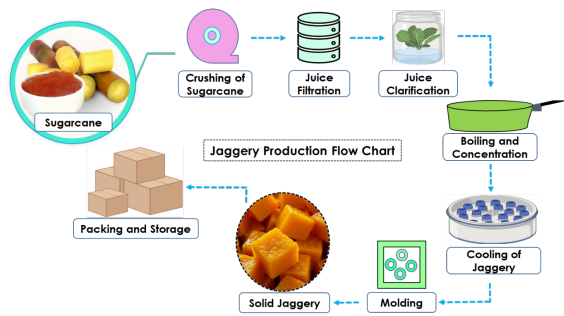 Sugarcane
Crushing of
Sugarcane
Juice
Filtration
Juice
Clarification
Boiling and
Concentration
Jaggery Production Flow Chart
Cooling of
Jaggery
Molding
Solid Jaggery
Packing and Storage